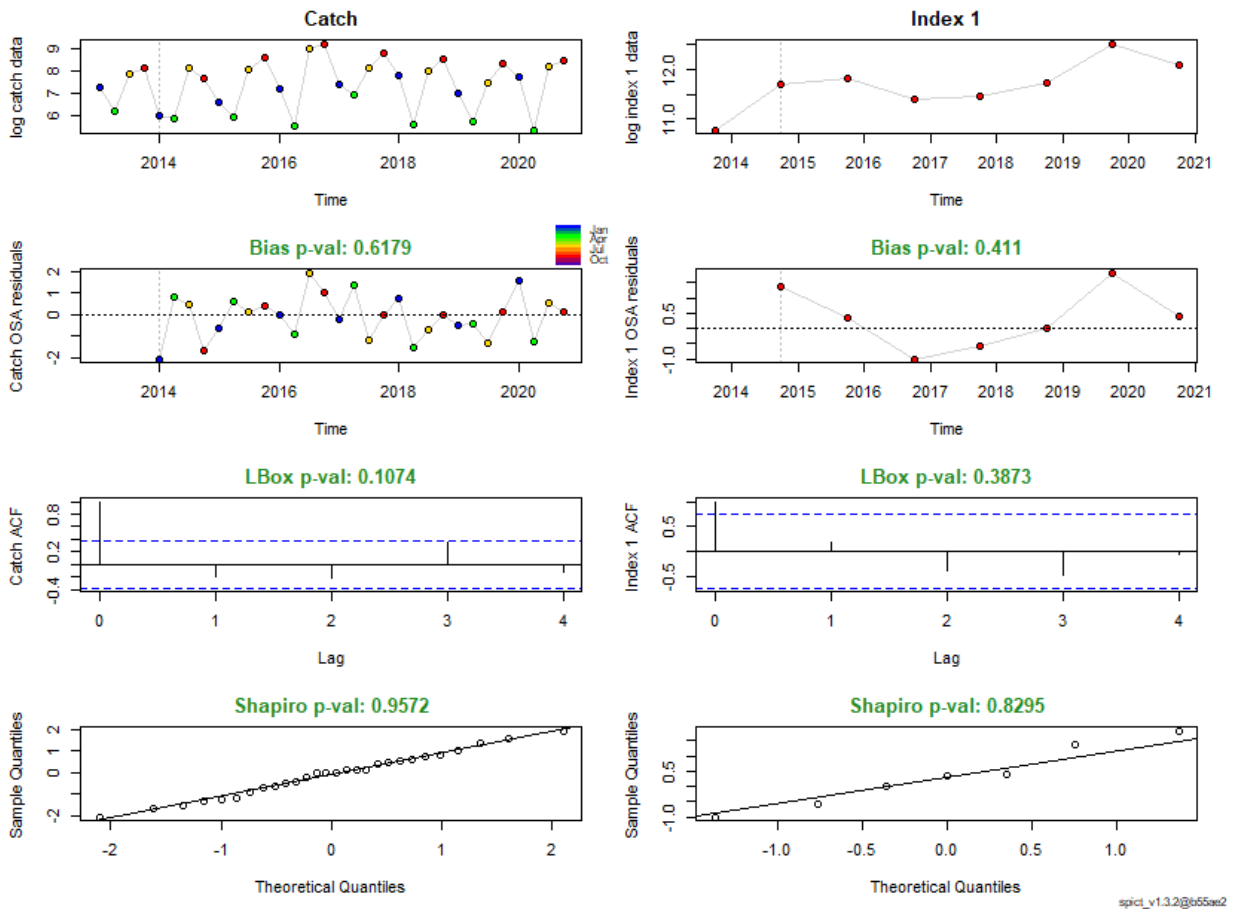 Catch
log catch data
9
8
7
6
2014 2016 2018 2020
Time
Index 1
log index 1 data
12.0
11.0
2014 2015 2016 2017 2018 2019 2020 2021
Time
Bias p-val: 0.6179
Jan
Apr
Jul
Oct
Catch OSA residuals
2
1
0
-2
2014 2016 2018 2020
Time
Bias p-val: 0.411
Index 1 OSA residuals
0.5
-1.0
2014 2015 2016 2017 2018 2019 2020 2021
Time
LBox p-val: 0.1074
Catch ACF
0.8
0.2
-0.4
0 1 2 3 4
Lag
LBox p-val: 0.3873
Index 1 ACF
0.5
-0.5
0 1 2 3 4
Lag
Shapiro p-val: 0.9572
Sample Quantiles
2
1
0
-2
-2 -1 0 1 2
Theoretical Quantiles
Shapiro p-val: 0.8295
Sample Quantiles
0.5
-1.0
-1.0 -0.5 0.0 0.5 1.0
Theoretical Quantiles
spict_v1.3.2@b55ae2